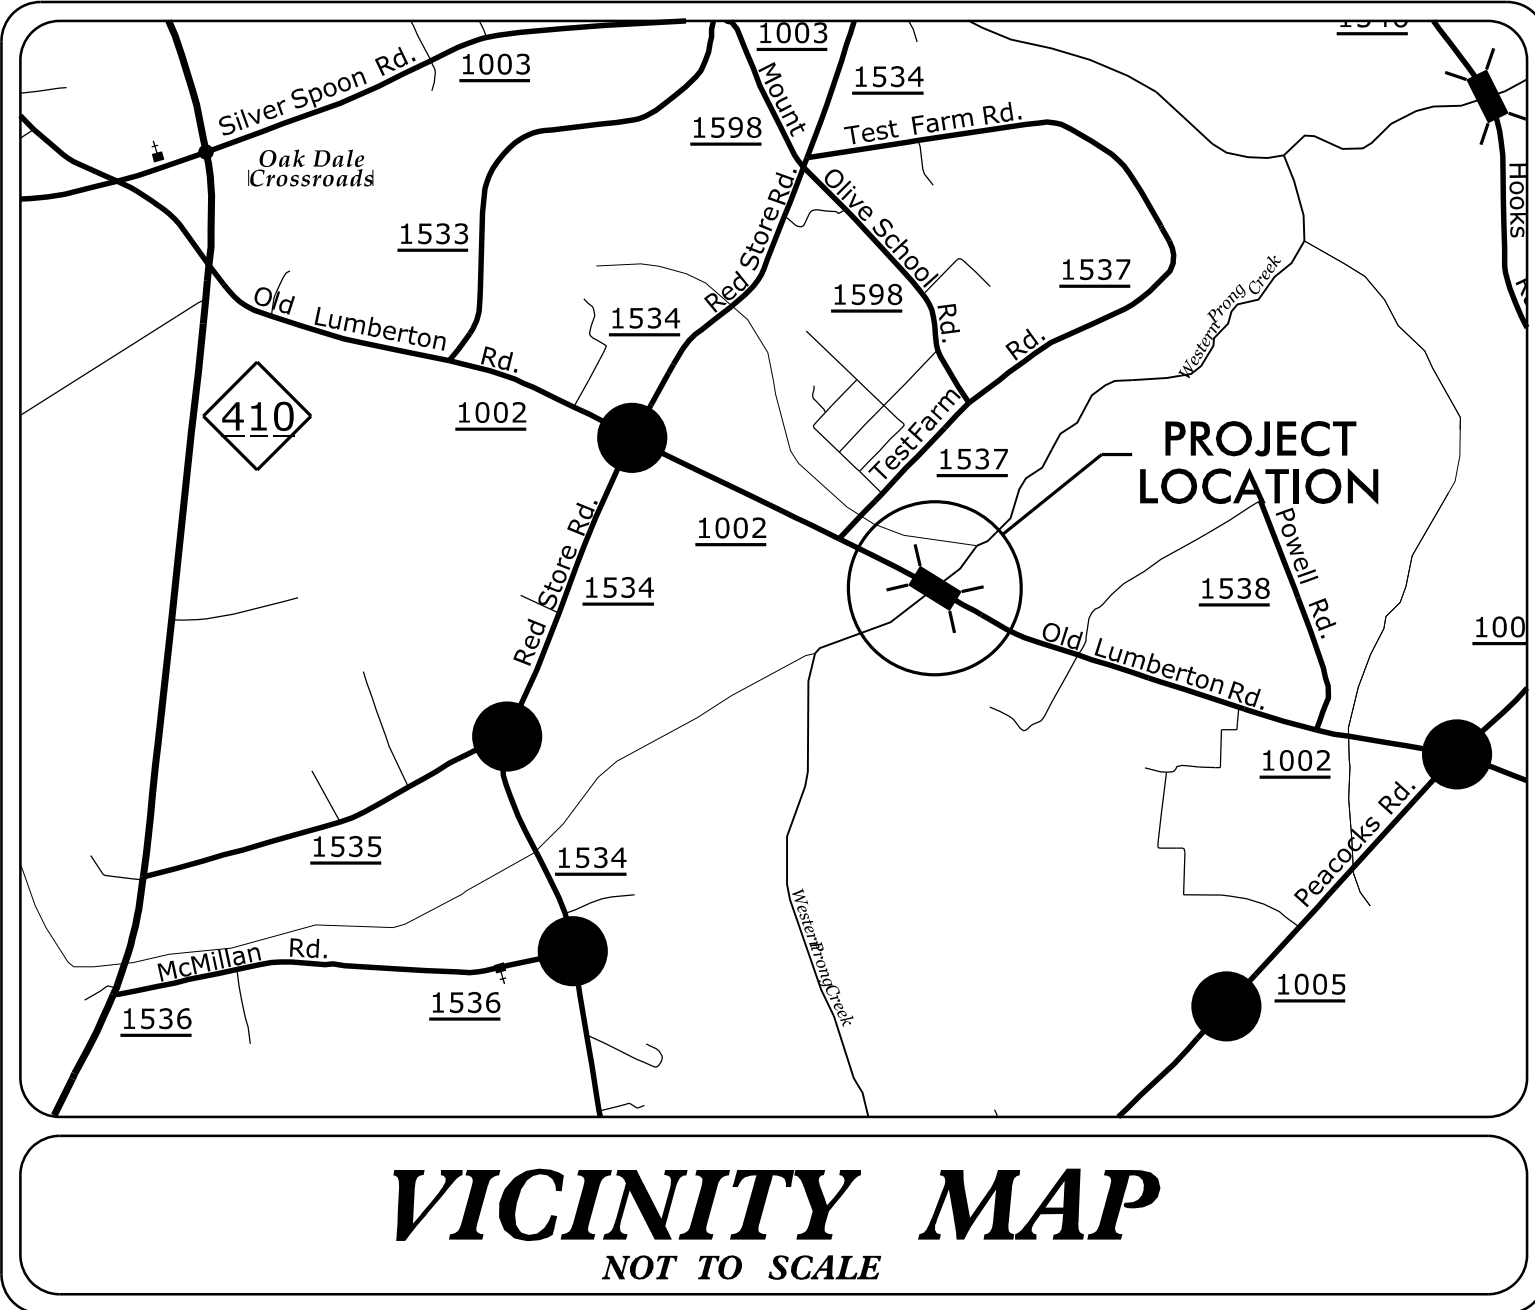 1003
1003
Silver Spoon Rd.
Mount
1534
1598
Test Farm Rd.
Oak Dale
Crossroads
Hooks
1533
Red Store Rd.
Olive School Rd.
1598
1537
1534
Western Prong Creek
Old Lumberton Rd.
Rd.
410
1002
Test Farm
1537
PROJECT
LOCATION
1002
Red Store Rd.
1534
Powell Rd.
1538
100
Old Lumberton Rd.
1002
Peacocks Rd.
1535
1534
Western Prong Creek
McMillan Rd.
1536
1536
1005
VICINITY MAP
NOT TO SCALE